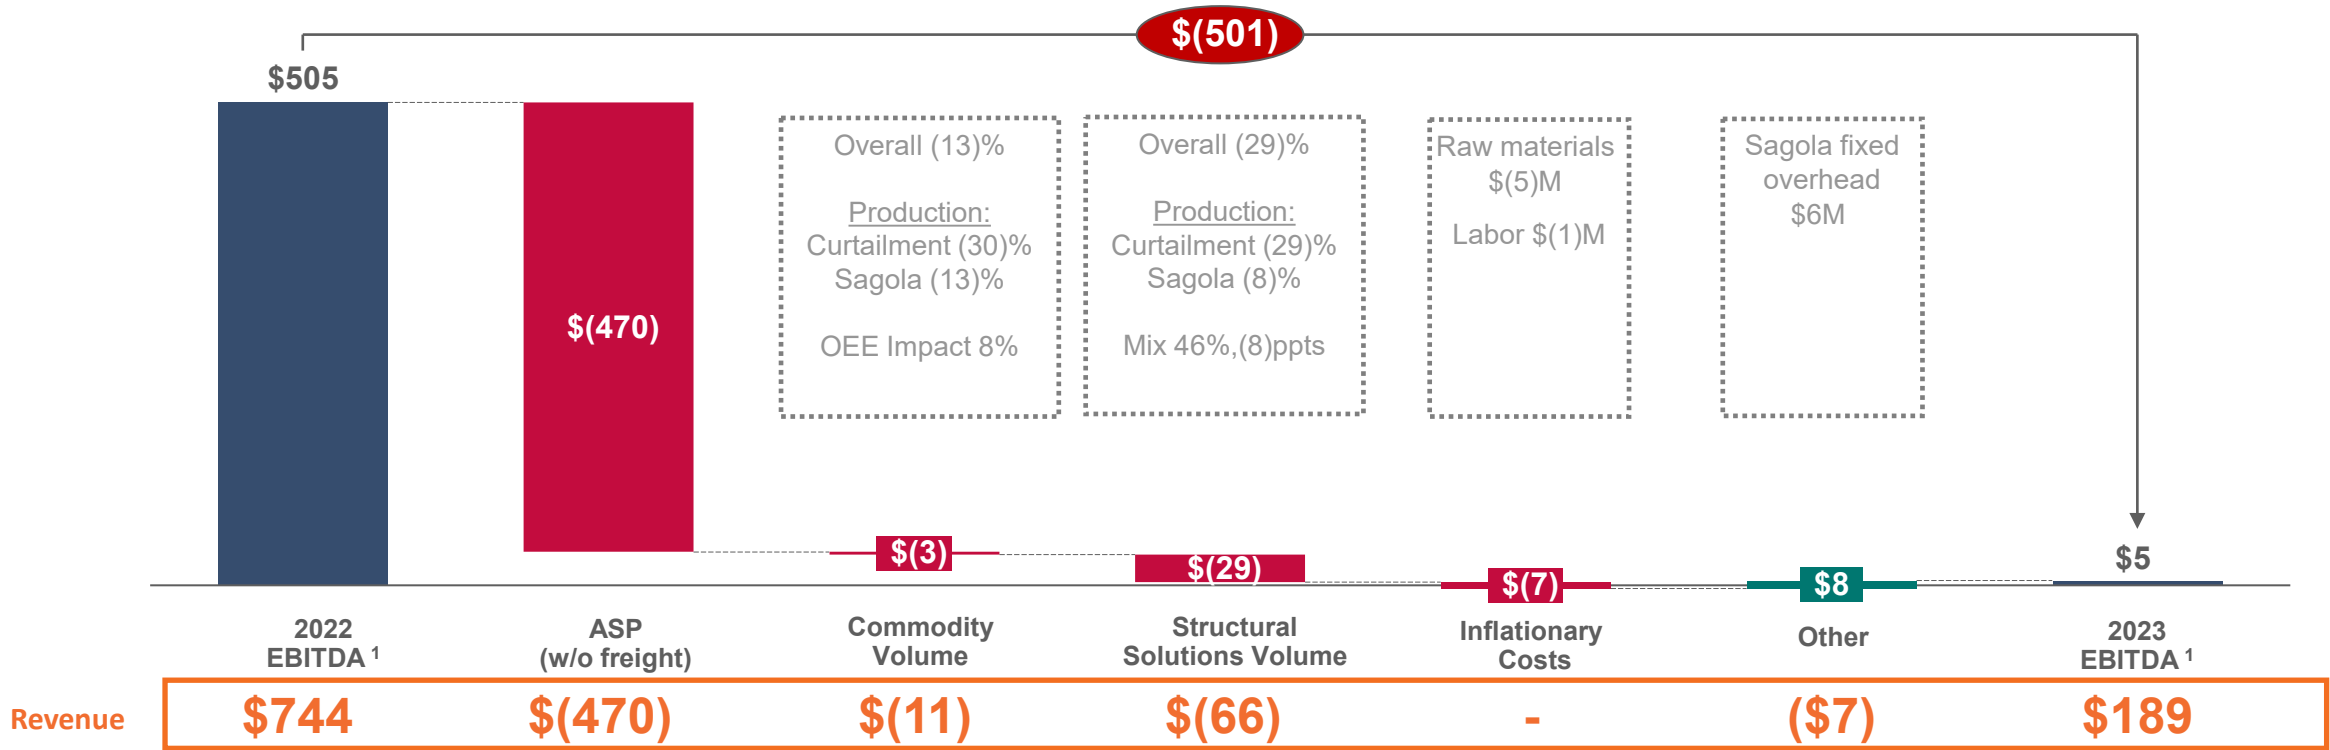 $(501)
$505
Overall (13)%
Production:
Curtailment (30)%
Sagola (13)%
OEE Impact 8%
Overall (29)%
Production:
Curtailment (29)%
Sagola (8)%
Mix 46%,(8)ppts
Raw materials
$(5)M
Labor $(1)M
Sagola fixed
overhead
$6M
$(470)
$(3)
$(29)
$(7)
$8
$5
2022
EBITDA 1
ASP
(w/o freight)
Commodity
Volume
Structural
Solutions Volume
Inflationary
Costs
Other
2023
EBITDA 1
Revenue $744 $(470) $(11) $(66) - ($7) $189